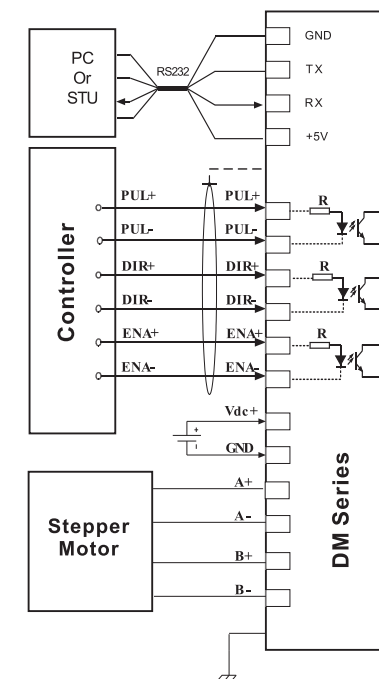 PC
Or
STU
RS232
GND
TX
RX
+5V
Controller
PUL+ PUL+ R
PUL- PUL-
DIR+ DIR+ R
DIR- DIR-
ENA+ ENA+ R
ENA- ENA-
Vdc+
+
-
GND
Stepper
Motor
A+
A-
B+
B-
DM Series